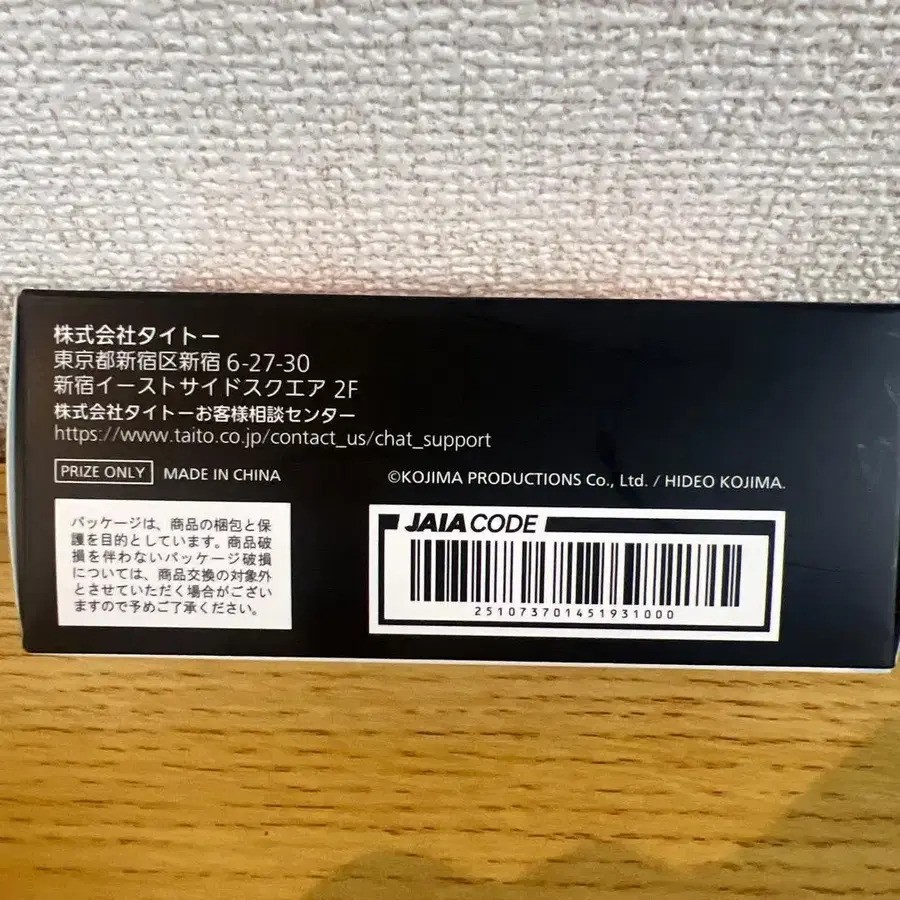 株式会社タイトー
東京都新宿区新宿 6-27-30
新宿イーストサイドスクエア 2F
株式会社タイトーお客様相談センター
https://www.taito.co.jp/contact_us/chat_support
PRIZE ONLY MADE IN CHINA
©KOJIMA PRODUCTIONS Co., Ltd. / HIDEO KOJIMA.
パッケージは、商品の梱包と保
護を目的としています。商品破
損を伴わないパッケージ破損
については、商品交換の対象外
とさせていただく場合がござい
ますので予めご了承ください。
JAIA CODE
251073701451931000